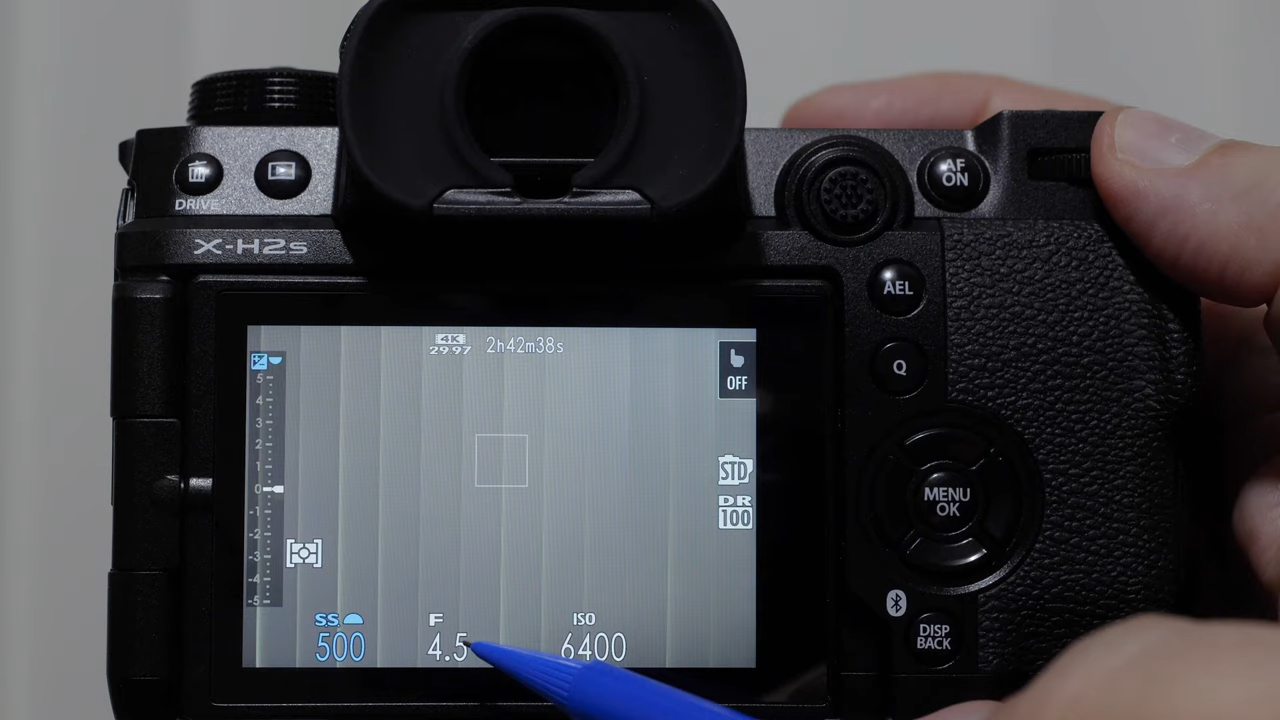 DRIVE
AF
ON
X-H2s
AEL
Q
4K
29.97
2h42m38s
OFF
5
4
3
2
1
0
-1
-2
-3
-4
-5
STD
DR
100
MENU
OK
S.S.
500
F
4.5
ISO
6400
DISP
BACK